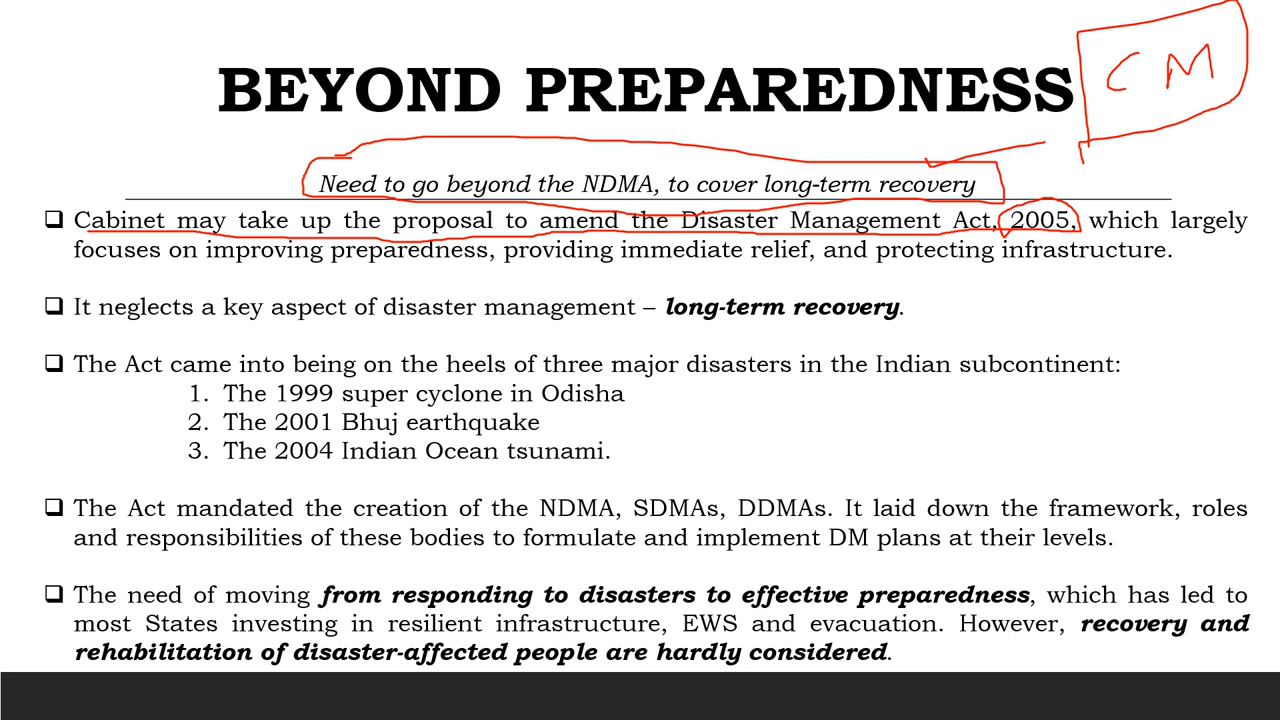 BEYOND PREPAREDNESS
CM
Need to go beyond the NDMA, to cover long-term recovery
❑ Cabinet may take up the proposal to amend the Disaster Management Act, 2005, which largely
focuses on improving preparedness, providing immediate relief, and protecting infrastructure.
❑ It neglects a key aspect of disaster management – long-term recovery.
❑ The Act came into being on the heels of three major disasters in the Indian subcontinent:
1. The 1999 super cyclone in Odisha
2. The 2001 Bhuj earthquake
3. The 2004 Indian Ocean tsunami.
❑ The Act mandated the creation of the NDMA, SDMAs, DDMAs. It laid down the framework, roles
and responsibilities of these bodies to formulate and implement DM plans at their levels.
❑ The need of moving from responding to disasters to effective preparedness, which has led to
most States investing in resilient infrastructure, EWS and evacuation. However, recovery and
rehabilitation of disaster-affected people are hardly considered.